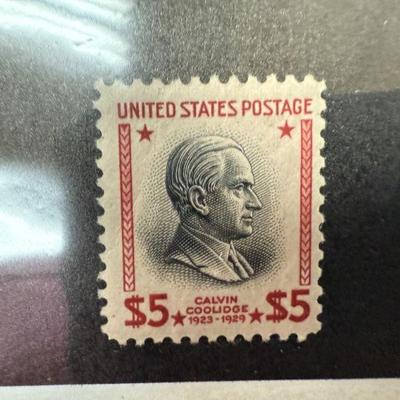 UNITED STATES POSTAGE
CALVIN
COOLIDGE
$5 ★ 1923-1929 ★ $5